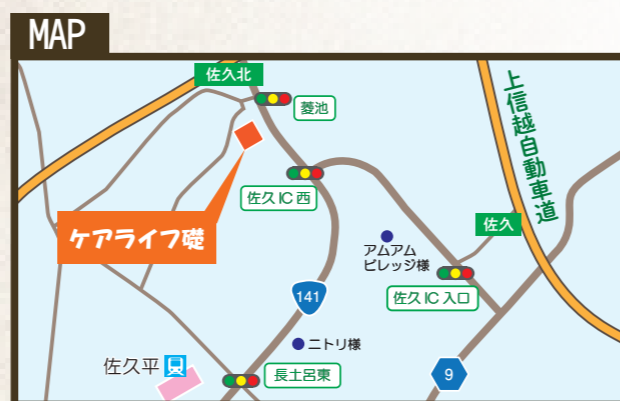 MAP
佐久北
菱池
上信越自動車道
佐久IC西
ケアライフ礎
佐久
アムアム
ビレッジ様
佐久IC入口
141
ニトリ様
佐久平
長土呂東
9